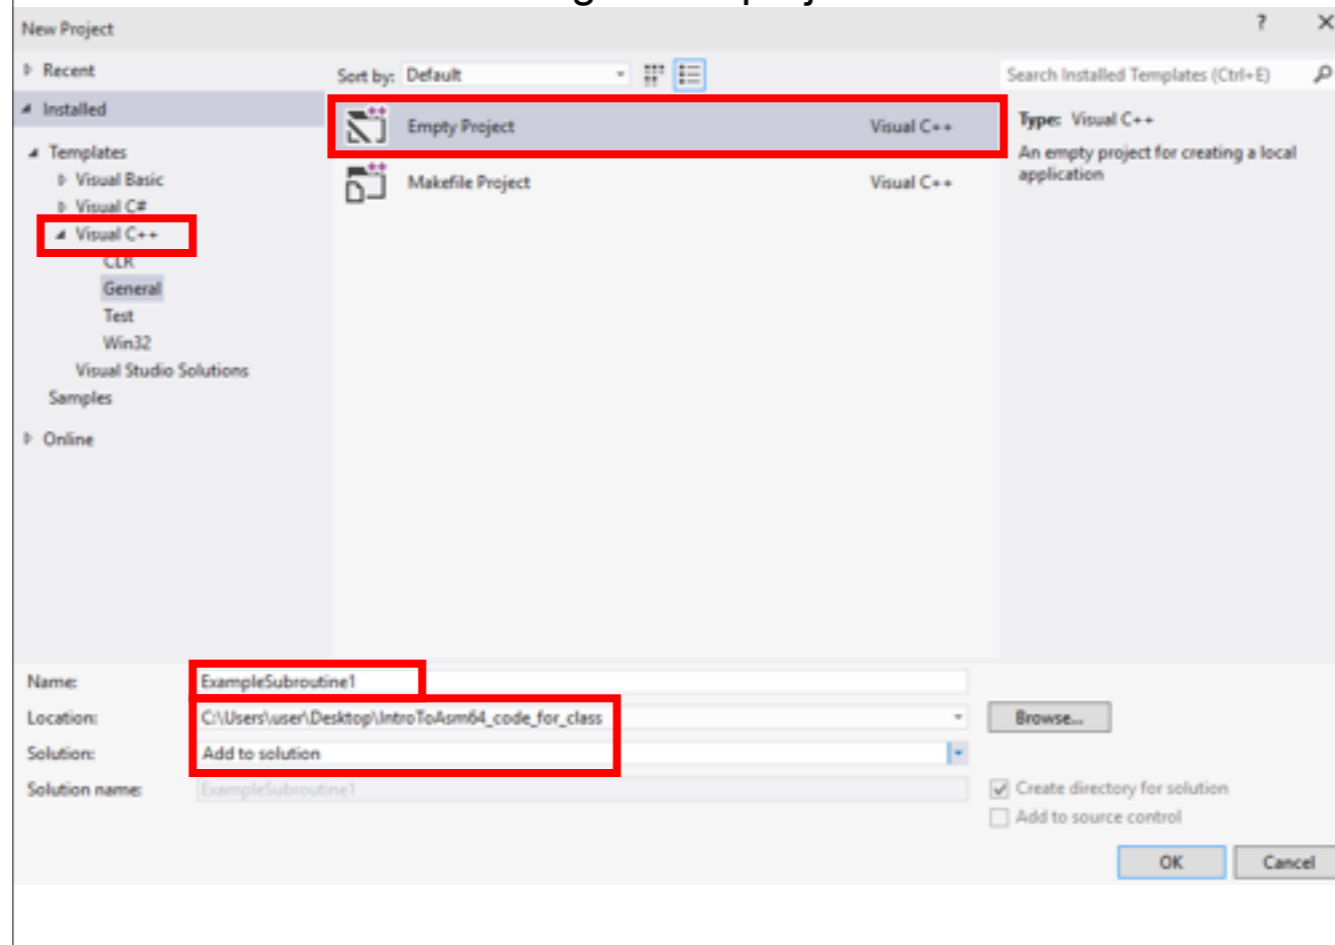 New Project ? X
Recent
Sort by: Default
Search Installed Templates (Ctrl+E)
Installed
Empty Project Visual C++
Type: Visual C++
An empty project for creating a local
application
Templates
Visual Basic
Makefile Project Visual C++
Visual C#
Visual C++
CLR
General
Test
Win32
Visual Studio Solutions
Samples
Online
Name: ExampleSubroutine1
Location: C:\Users\user\Desktop\IntroToAsm64_code_for_class Browse...
Solution: Add to solution
Solution name: ExampleSubroutine1
Create directory for solution
Add to source control
OK Cancel